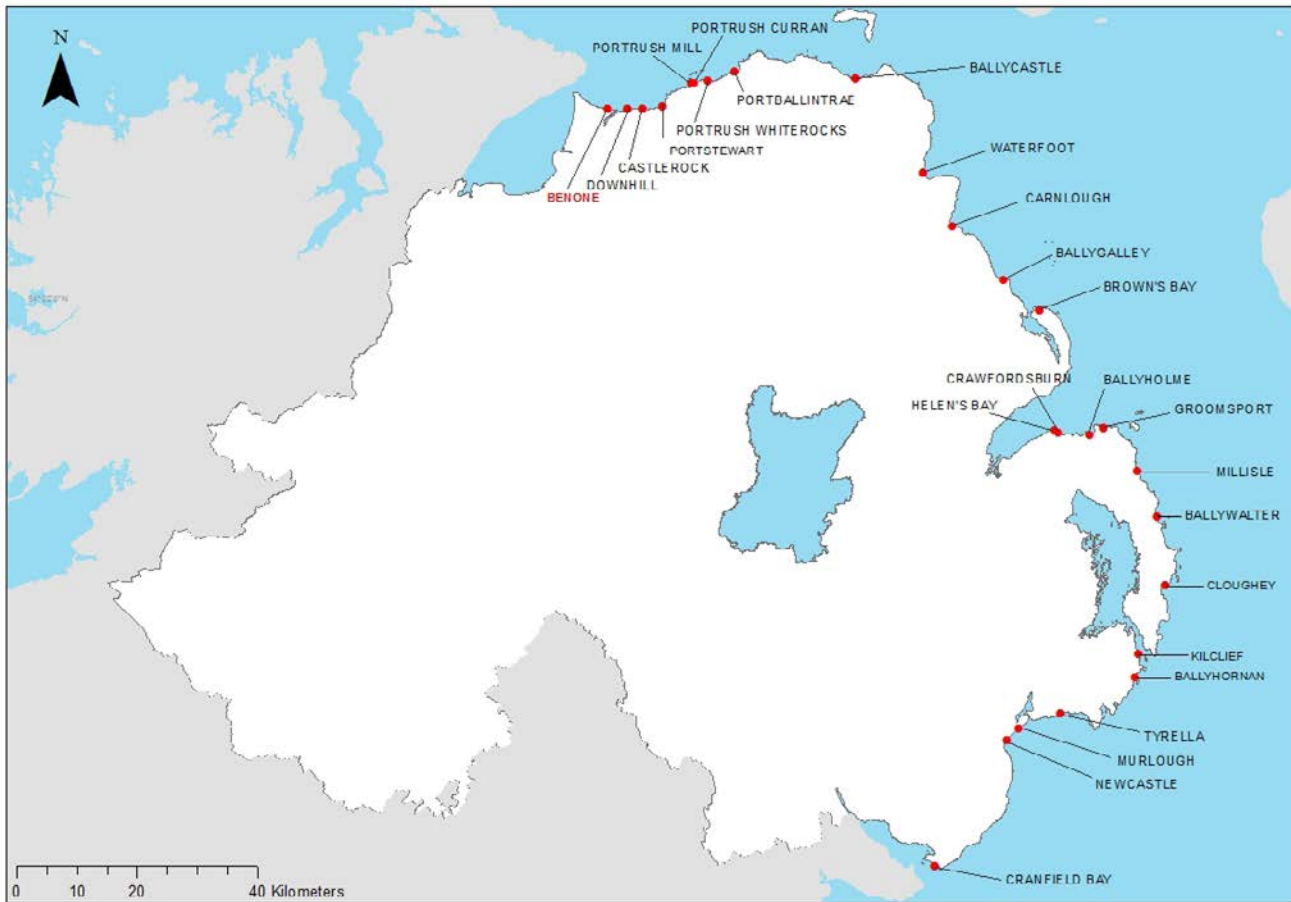 PORTRUSH CURRAN
N
PORTRUSH MILL
BALLYCASTLE
PORTBALLINTRAE
PORTRUSH WHITEROCKS
PORTSTEWART
WATERFOOT
CASTLEROCK
DOWNHILL
BENONE
CARNLOUGH
BALLYGALLEY
BROWN'S BAY
CRAWFORDSBURN
BALLYHOLME
HELEN'S BAY
GROOMSPORT
MILLISLE
BALLYWALTER
CLOUGHEY
KILCLIEF
BALLYHORNAN
TYRELLA
MURLOUGH
NEWCASTLE
CRANFIELD BAY
0 10 20 40 Kilometers